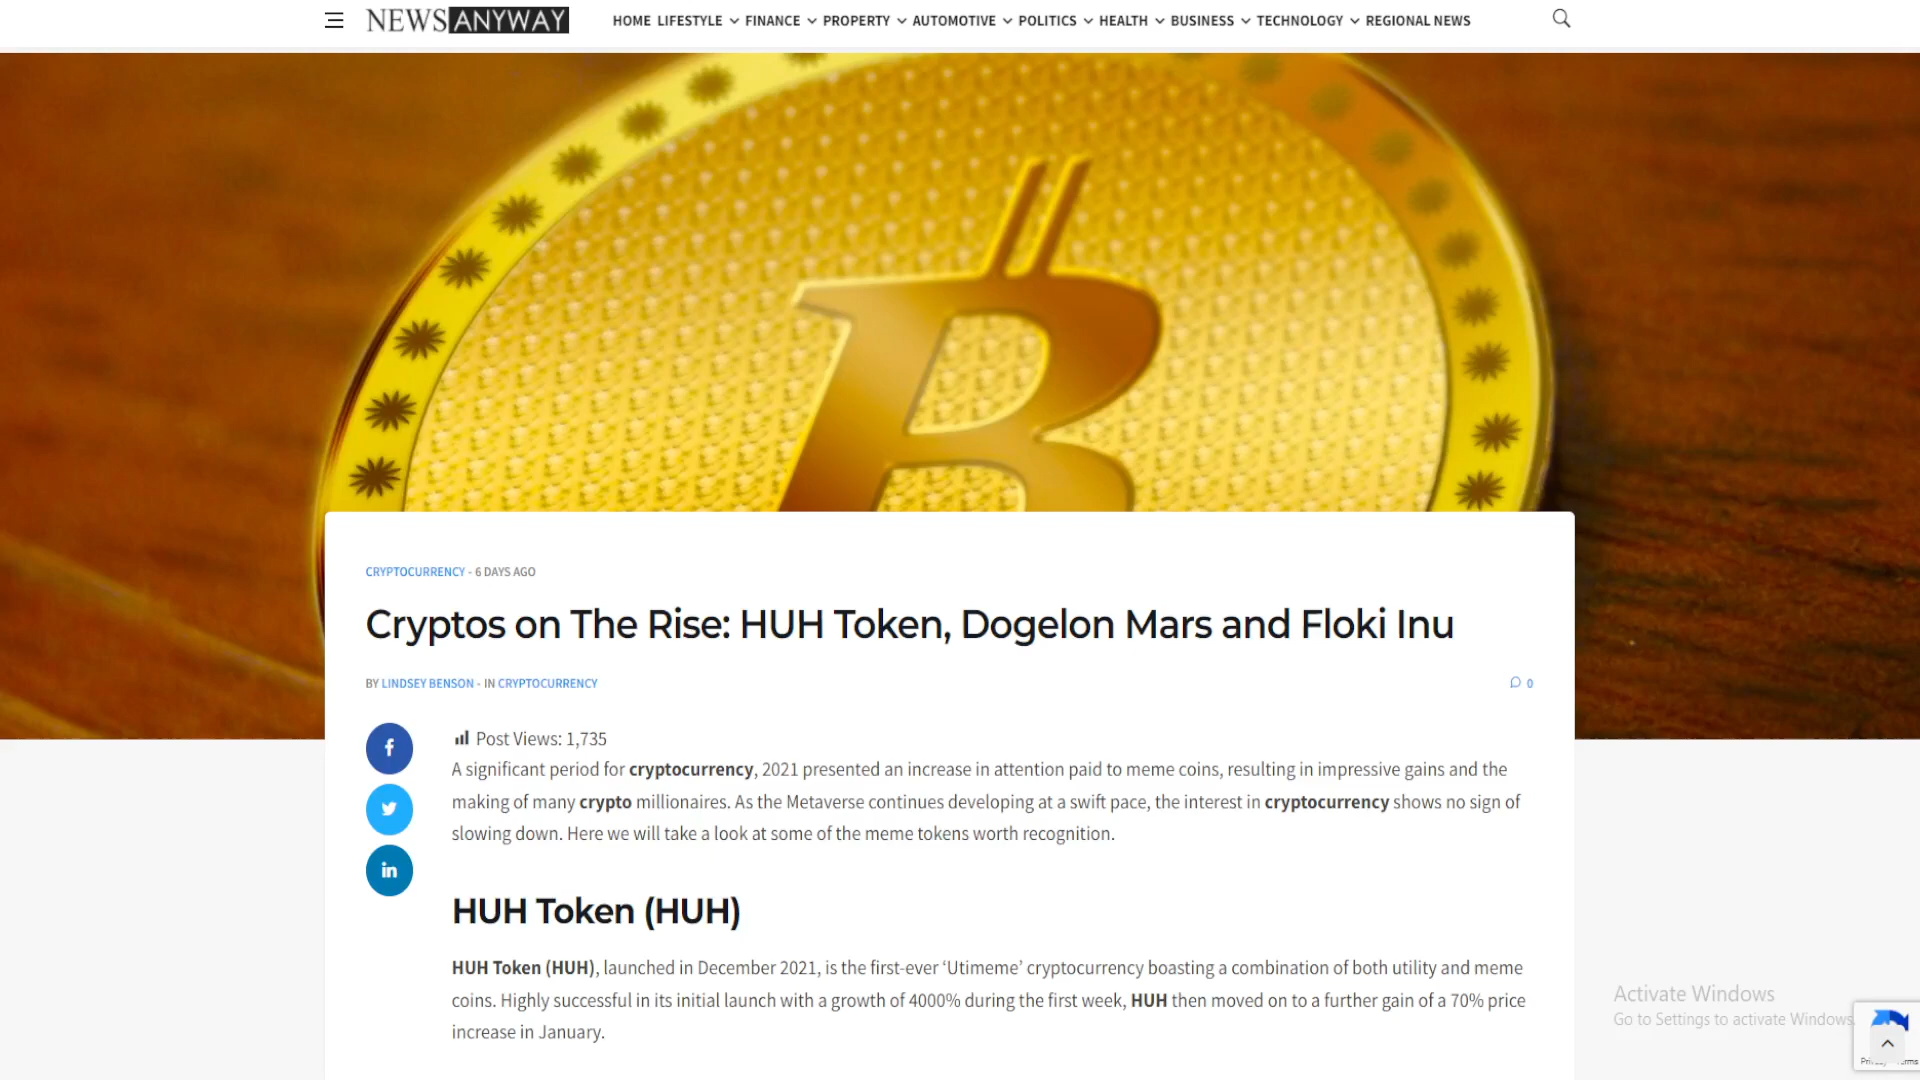 NEWS ANYWAY
HOME LIFESTYLE FINANCE PROPERTY AUTOMOTIVE POLITICS HEALTH BUSINESS TECHNOLOGY REGIONAL NEWS
CRYPTOCURRENCY - 6 DAYS AGO
Cryptos on The Rise: HUH Token, Dogelon Mars and Floki Inu
BY LINDSEY BENSON - IN CRYPTOCURRENCY
0
Post Views: 1,735
A significant period for cryptocurrency, 2021 presented an increase in attention paid to meme coins, resulting in impressive gains and the
making of many crypto millionaires. As the Metaverse continues developing at a swift pace, the interest in cryptocurrency shows no sign of
slowing down. Here we will take a look at some of the meme tokens worth recognition.
HUH Token (HUH)
HUH Token (HUH), launched in December 2021, is the first-ever ‘Utimeme’ cryptocurrency boasting a combination of both utility and meme
coins. Highly successful in its initial launch with a growth of 4000% during the first week, HUH then moved on to a further gain of a 70% price
increase in January.
Activate Windows
Go to Settings to activate Windows.